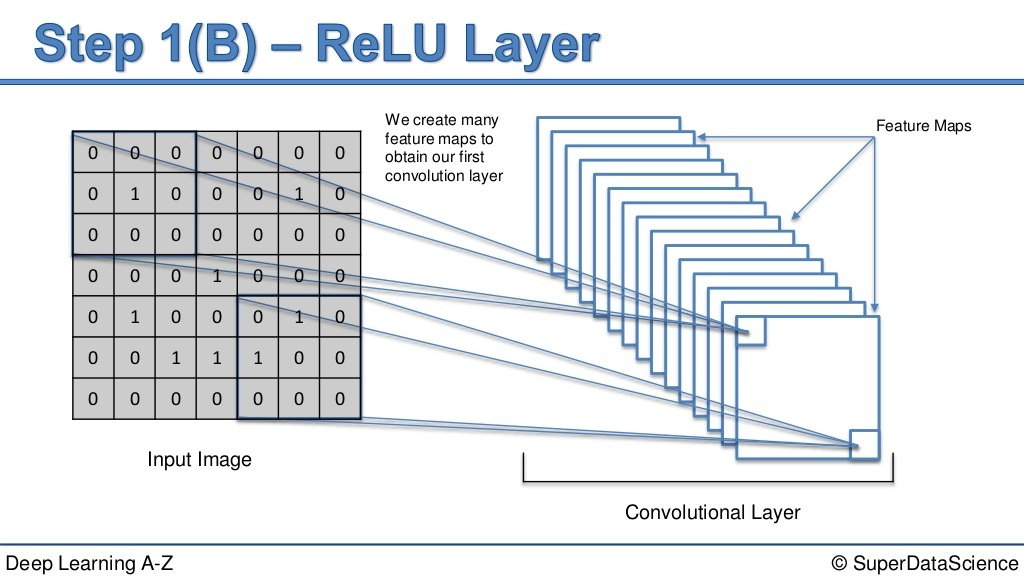 Step 1(B) – ReLU Layer
We create many
feature maps to
obtain our first
convolution layer
Feature Maps
0 0 0 0 0 0 0
0 1 0 0 0 1 0
0 0 0 0 0 0 0
0 0 0 1 0 0 0
0 1 0 0 0 1 0
0 0 1 1 1 0 0
0 0 0 0 0 0 0
Input Image
Convolutional Layer
Deep Learning A-Z
© SuperDataScience